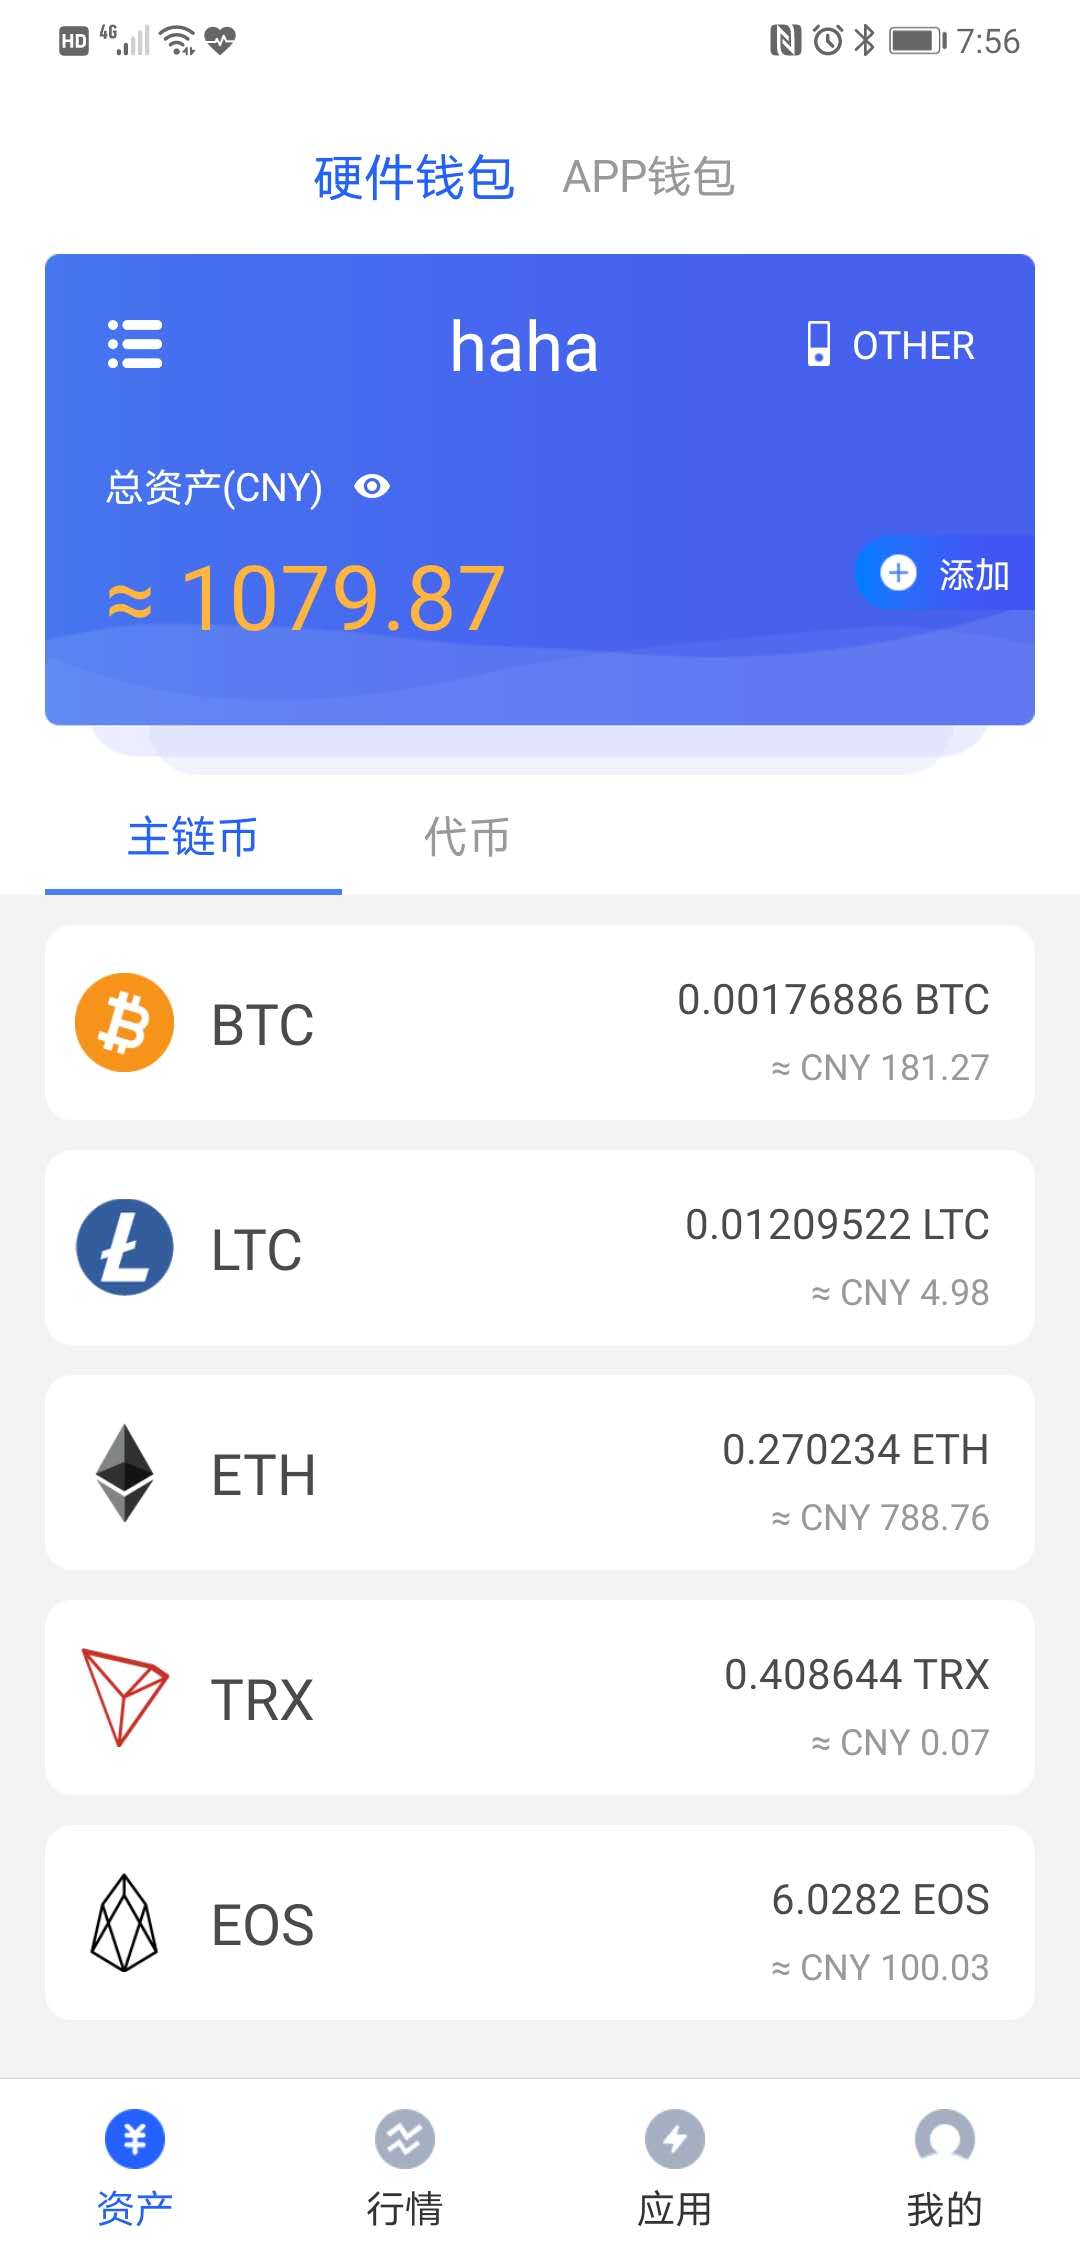 HD 4G 7:56
硬件钱包 APP钱包
haha OTHER
总资产(CNY)
≈ 1079.87
添加
主链币 代币
BTC 0.00176886 BTC
≈ CNY 181.27
LTC 0.01209522 LTC
≈ CNY 4.98
ETH 0.270234 ETH
≈ CNY 788.76
TRX 0.408644 TRX
≈ CNY 0.07
EOS 6.0282 EOS
≈ CNY 100.03
资产 行情 应用 我的